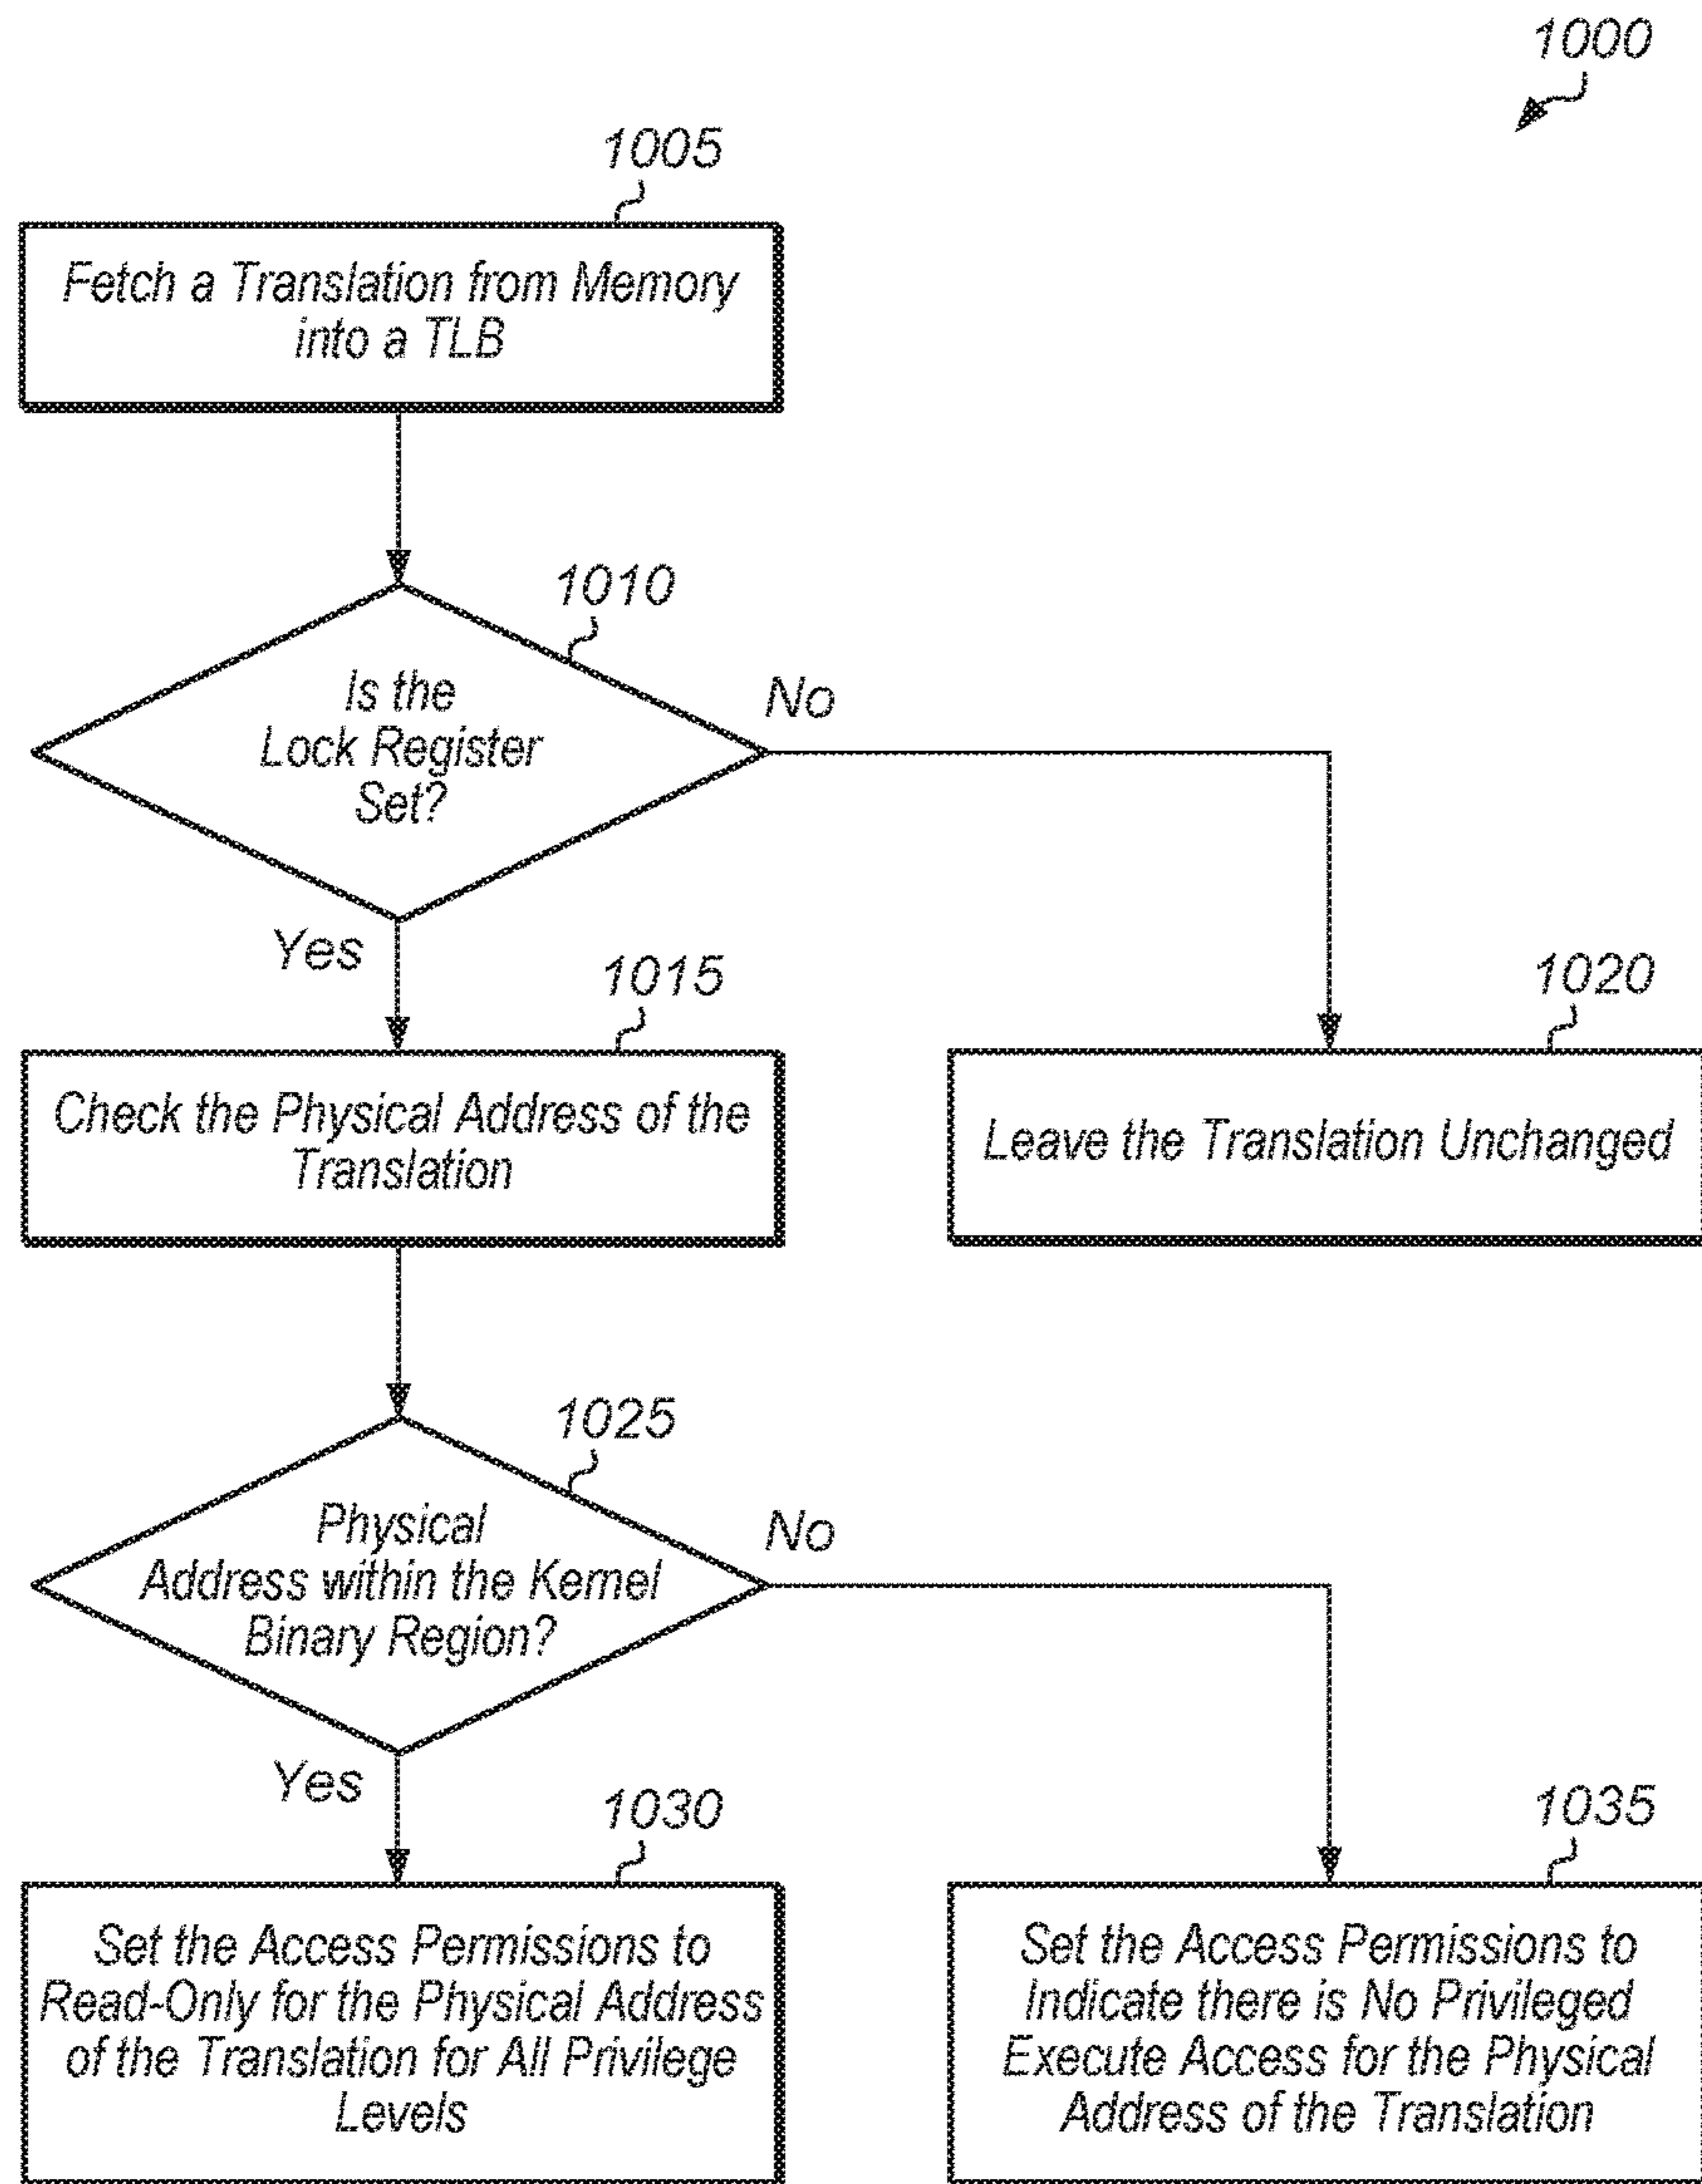 1000
1005
Fetch a Translation from Memory
into a TLB
1010
Is the
Lock Register
Set?
No
Yes
1015
Check the Physical Address of the
Translation
1020
Leave the Translation Unchanged
1025
Physical
Address within the Kernel
Binary Region?
No
Yes
1030
Set the Access Permissions to
Read-Only for the Physical Address
of the Translation for All Privilege
Levels
1035
Set the Access Permissions to
Indicate there is No Privileged
Execute Access for the Physical
Address of the Translation